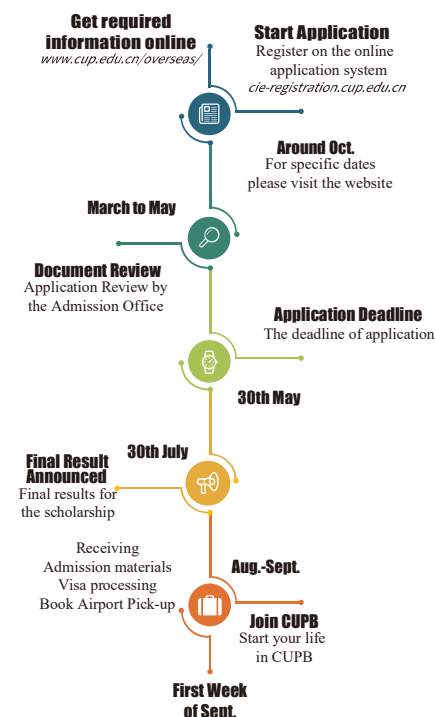 Get required
information online
www.cup.edu.cn/overseas/
Start Application
Register on the online
application system
cie-registration.cup.edu.cn
Around Oct.
For specific dates
please visit the website
March to May
Document Review
Application Review by
the Admission Office
Application Deadline
The deadline of application
30th May
30th July
Final Result
Announced
Final results for
the scholarship
Receiving
Admission materials
Visa processing
Book Airport Pick-up
Aug.-Sept.
Join CUPB
Start your life
in CUPB
First Week
of Sept.